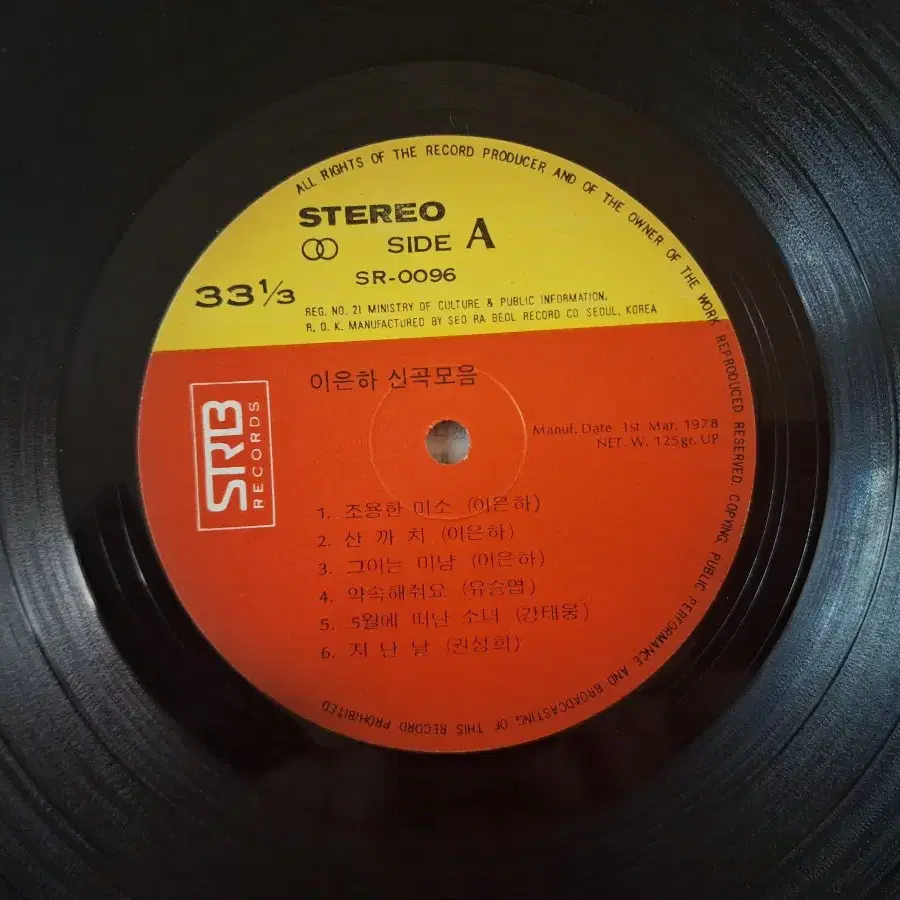 ALL RIGHTS OF THE RECORD PRODUCER AND OF THE OWNER OF THE WORK REPRODUCED RESERVED. COPYING, PUBLIC PERFORMANCE AND BROADCASTING OF THIS RECORD PROHIBITED
STEREO
SIDE A
SR-0096
33 1/3
REG. NO. 21 MINISTRY OF CULTURE & PUBLIC INFORMATION,
R. O. K. MANUFACTURED BY SEO RA BEOL RECORD CO SEOUL, KOREA
이은하 신곡모음
SRB
RECORDS
Manuf. Date 1st Mar. 1978
NET. W. 125gr. UP
1. 조용한 미소 (이은하)
2. 산 까 치 (이은하)
3. 그이는 미남 (이은하)
4. 약속해줘요 (유승엽)
5. 5월에 떠난 소녀 (강태웅)
6. 지 난 날 (권성희)